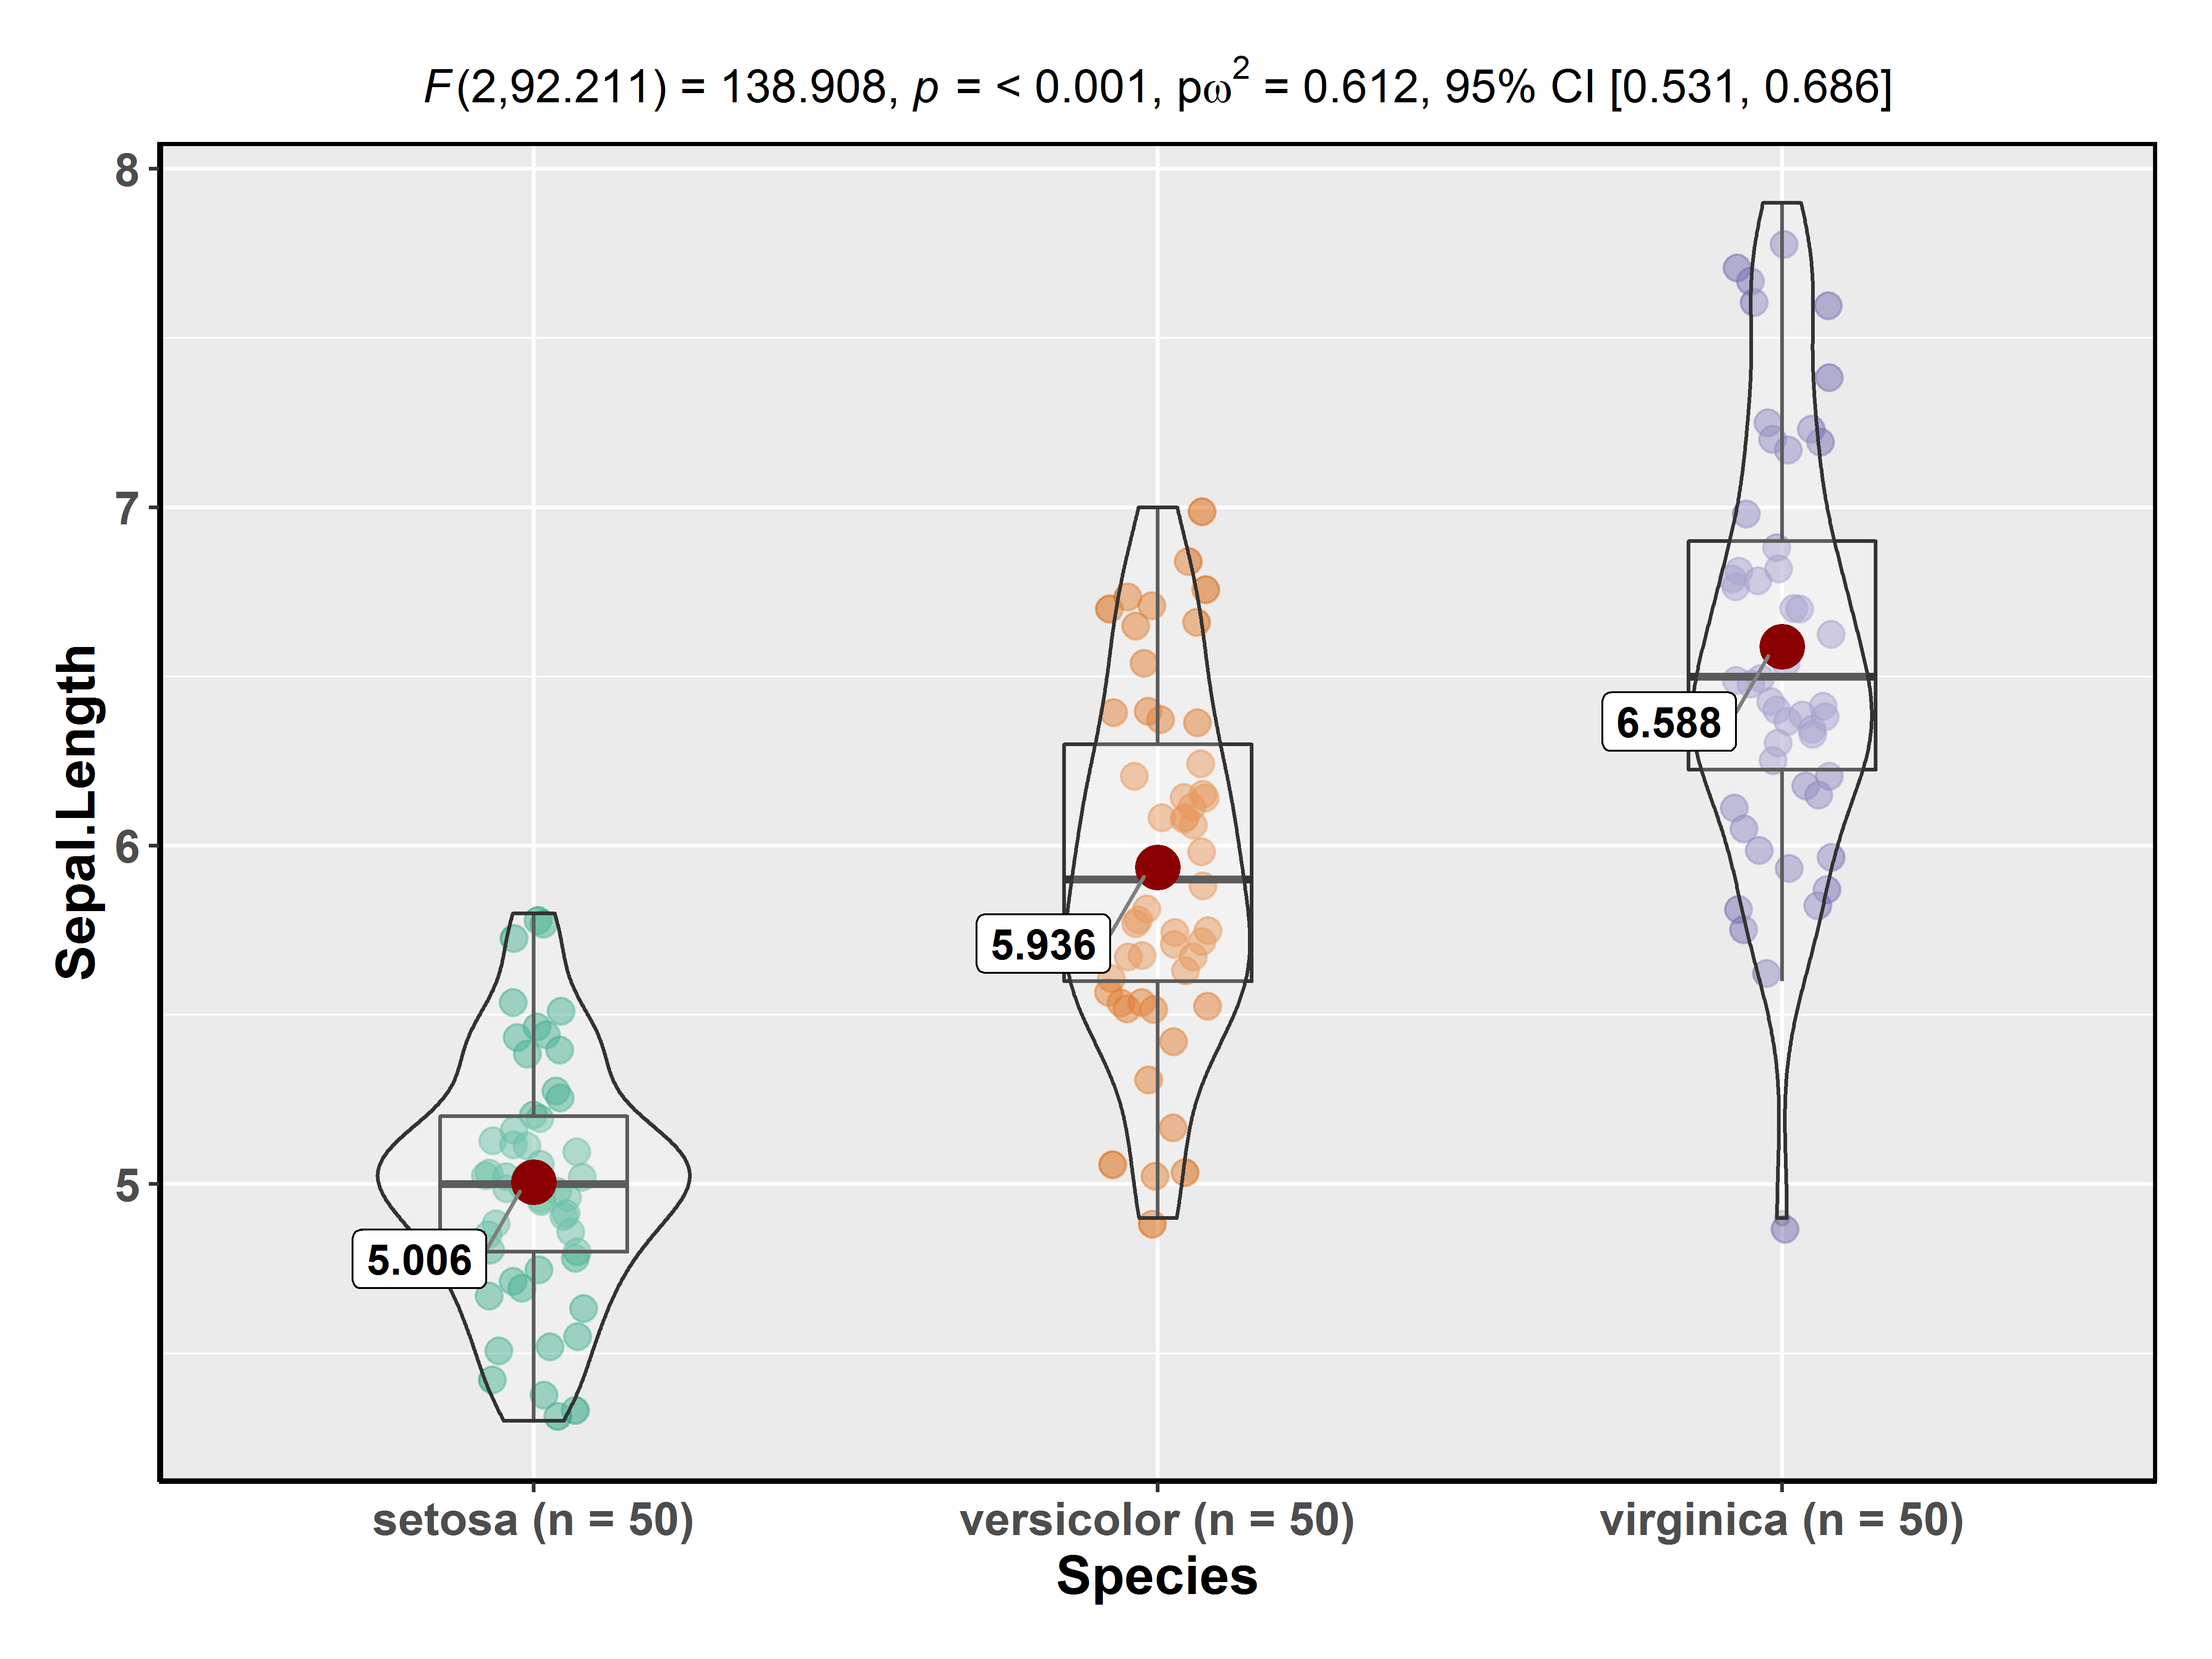 F(2,92.211) = 138.908, p = < 0.001, pω² = 0.612, 95% CI [0.531, 0.686]
Sepal.Length
8
7
6
5
6.588
5.936
5.006
setosa (n = 50)
versicolor (n = 50)
virginica (n = 50)
Species